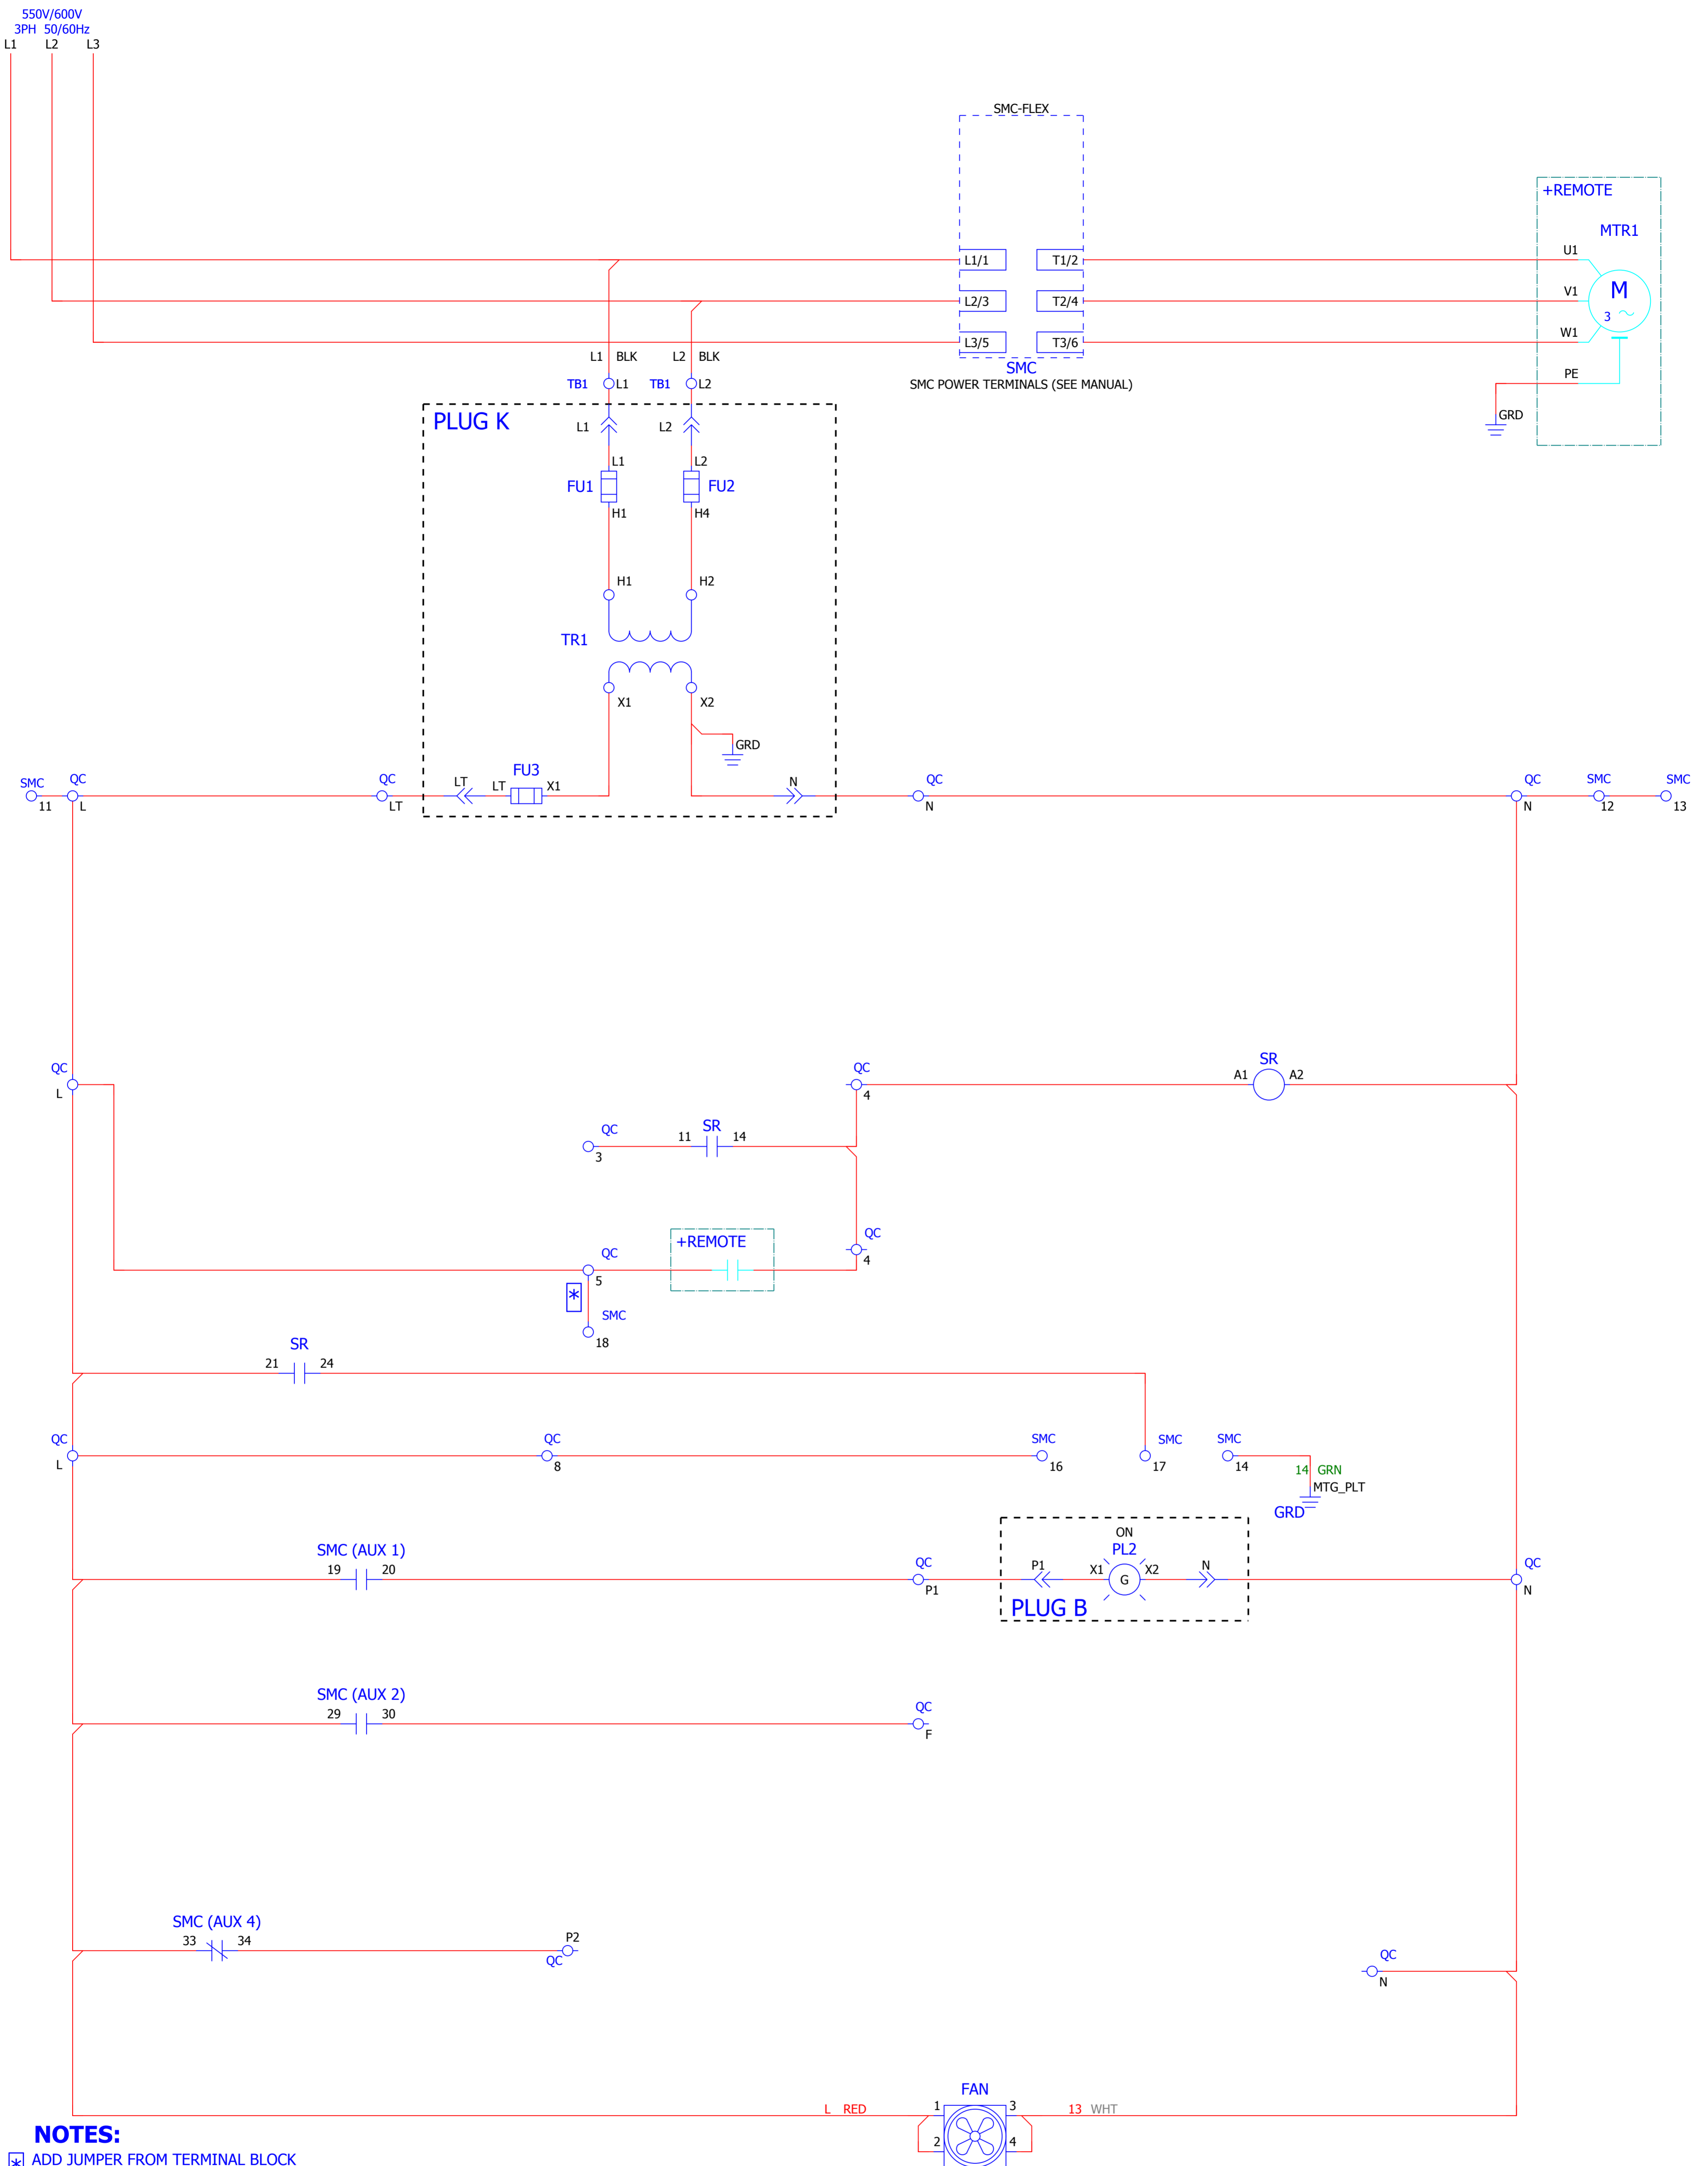 550V/600V
3PH 50/60Hz
L1 L2 L3
SMC-FLEX
+REMOTE
MTR1
L1/1 T1/2 U1
L2/3 T2/4 V1 M
3
L3/5 T3/6 W1
L1 BLK L2 BLK
SMC
SMC POWER TERMINALS (SEE MANUAL)
PE
TB1 L1 TB1 L2
GRD
PLUG K
L1 L2
L1 L2
FU1 FU2
H1 H4
H1 H2
TR1
X1 X2
GRD
SMC QC QC LT LT FU3 X1 N QC QC SMC SMC
11 L LT N N 12 13
QC QC SR
L 4 A1 A2
QC 11 SR 14
3
+REMOTE
QC QC
5 4
*
SMC
18
SR
21 24
QC QC SMC SMC SMC
L 8 16 17 14
14 GRN
MTG_PLT
GRD
ON
SMC (AUX 1) PL2
19 20 QC P1 X1 G X2 N QC
P1 N
PLUG B
SMC (AUX 2)
29 30 QC
F
SMC (AUX 4)
33 34 P2
QC
QC
N
FAN
L RED 1 3 13 WHT
2 4
NOTES:
* ADD JUMPER FROM TERMINAL BLOCK